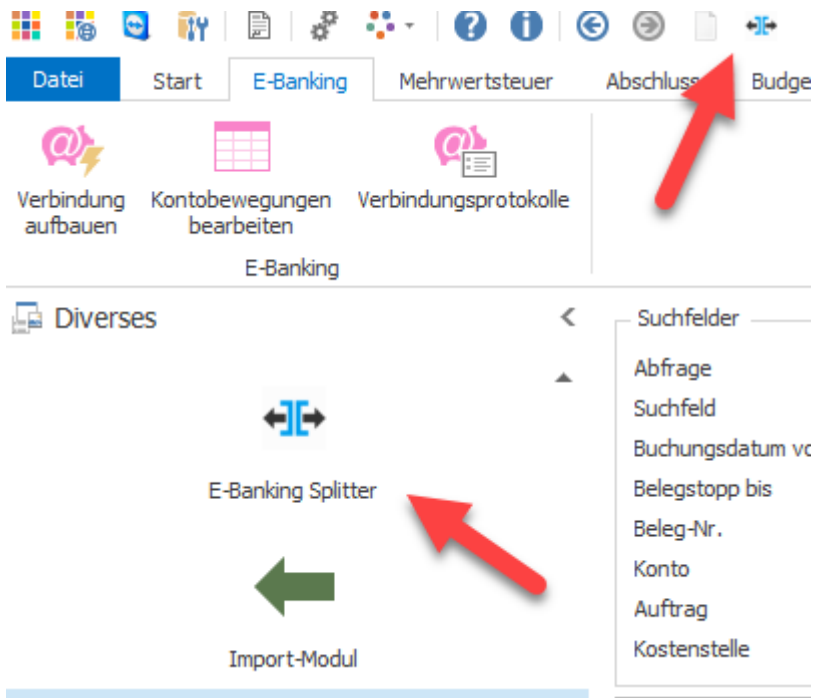 Datei Start E-Banking Mehrwertsteuer Abschluss Budge
Verbindung aufbauen
Kontobewegungen bearbeiten
Verbindungsprotokolle
E-Banking
Diverses
E-Banking Splitter
Import-Modul
Suchfelder
Abfrage
Suchfeld
Buchungsdatum vo
Belegstopp bis
Beleg-Nr.
Konto
Auftrag
Kostenstelle